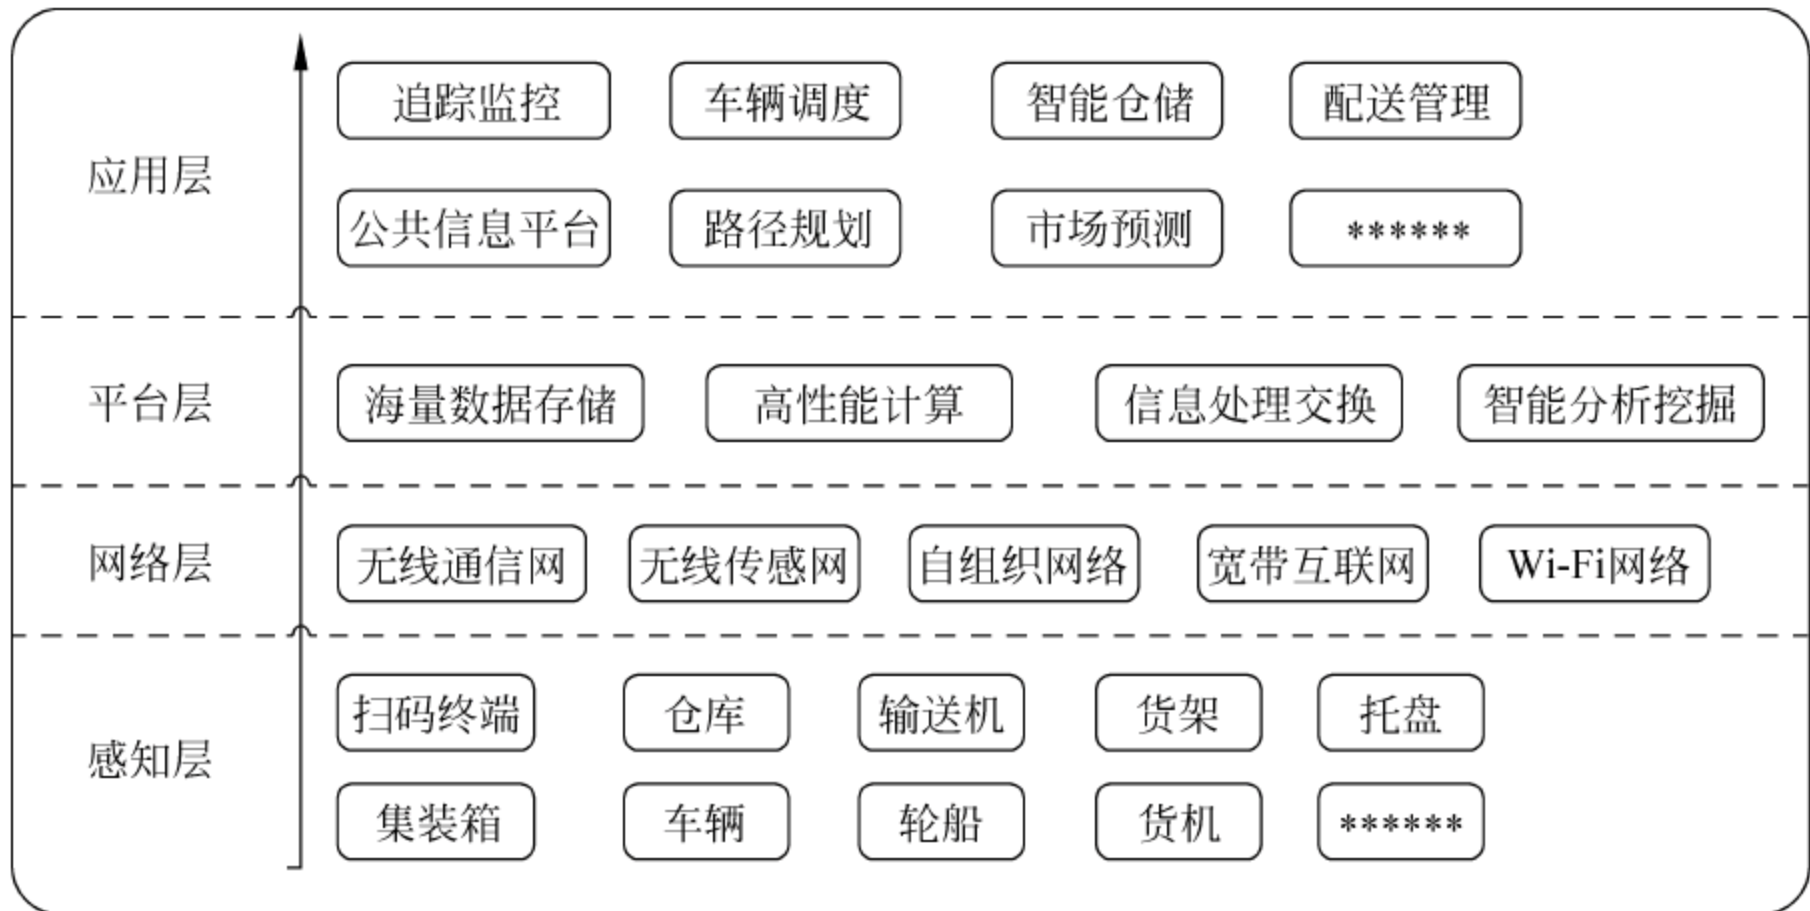 追踪监控 车辆调度 智能仓储 配送管理
应用层
公共信息平台 路径规划 市场预测 ******
平台层 海量数据存储 高性能计算 信息处理交换 智能分析挖掘
网络层 无线通信网 无线传感网 自组织网络 宽带互联网 Wi-Fi网络
扫码终端 仓库 输送机 货架 托盘
感知层
集装箱 车辆 轮船 货机 ******